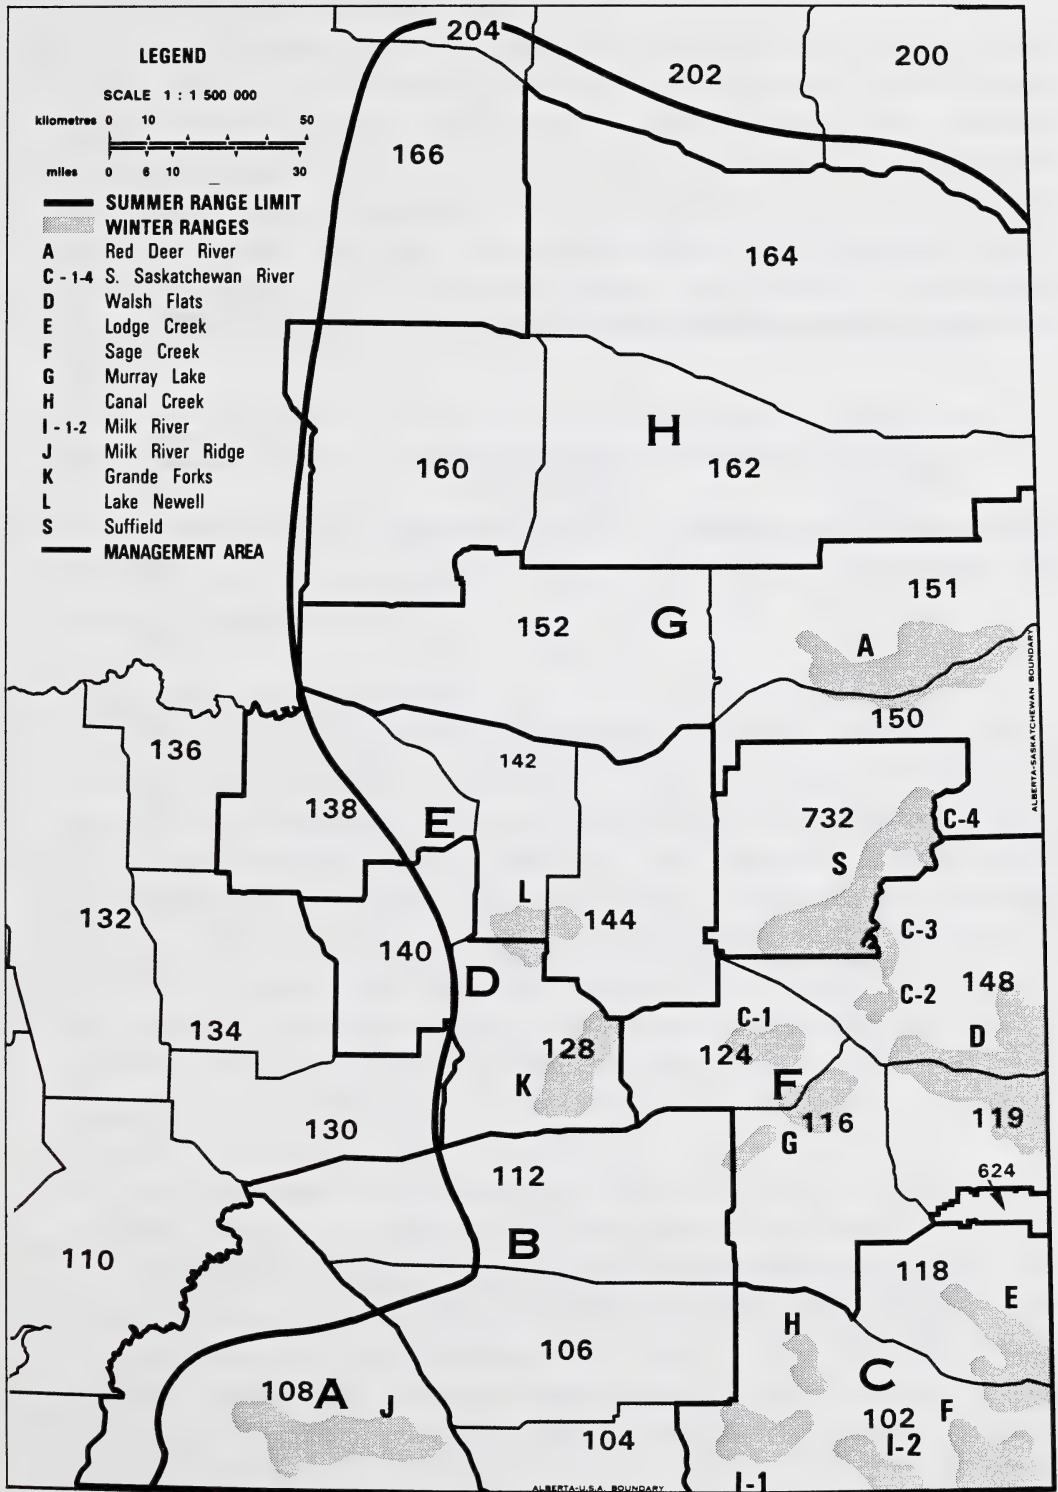 LEGEND
SCALE 1 : 1 500 000
kilometres 0 10 50
miles 0 6 10 30
SUMMER RANGE LIMIT
WINTER RANGES
A Red Deer River
C - 1-4 S. Saskatchewan River
D Walsh Flats
E Lodge Creek
F Sage Creek
G Murray Lake
H Canal Creek
I - 1-2 Milk River
J Milk River Ridge
K Grande Forks
L Lake Newell
S Suffield
MANAGEMENT AREA
204
200
202
166
164
H
160
162
151
152
G
A
ALBERTA-SASKATCHEWAN BOUNDARY
150
136
142
138
E
732
C-4
S
L
132
144
C-3
140
D
148
C-2
134
C-1
D
128
124
K
F
130
116
119
G
112
624
B
110
118
E
H
106
C
108
A
J
102
F
104
I-2
I-1
ALBERTA-U.S.A. BOUNDARY